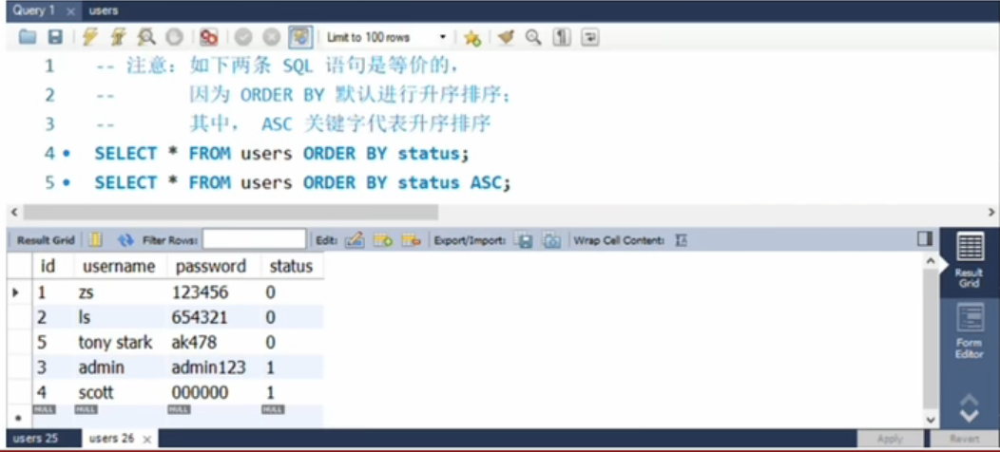 Query 1 × users
Limit to 100 rows
1 -- 注意：如下两条 SQL 语句是等价的，
2 -- 因为 ORDER BY 默认进行升序排序；
3 -- 其中， ASC 关键字代表升序排序
4 • SELECT * FROM users ORDER BY status;
5 • SELECT * FROM users ORDER BY status ASC;
Result Grid Filter Rows: Edit: Export/Import: Wrap Cell Content:
id username password status
1 zs 123456 0
2 ls 654321 0
5 tony stark ak478 0
3 admin admin123 1
4 scott 000000 1
NULL NULL NULL NULL
Result
Grid
Form
Editor
users 25 users 26 × Apply Revert